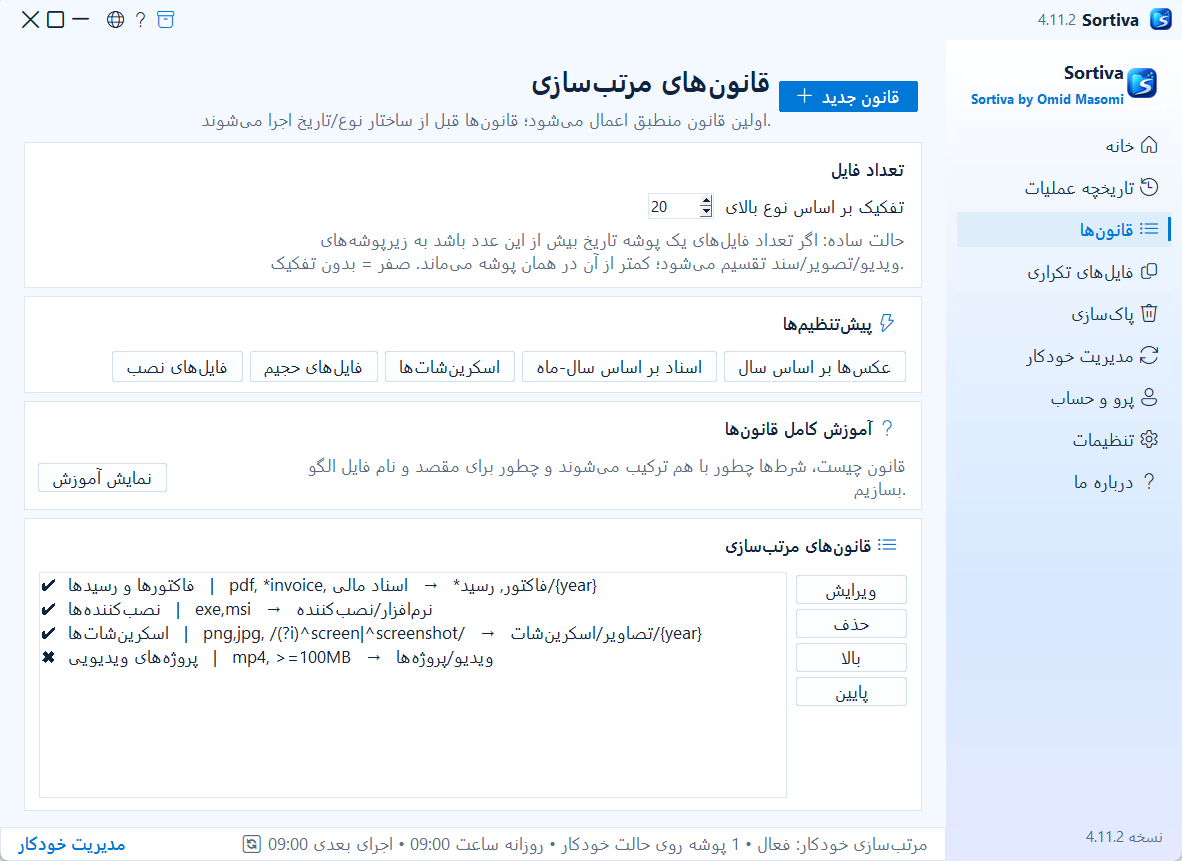 Sortiva 4.11.2
Sortiva
Sortiva by Omid Masomi
خانه
تاریخچه عملیات
قانون‌ها
فایل‌های تکراری
پاک‌سازی
مدیریت خودکار
پرو و حساب
تنظیمات
درباره ما
نسخه 4.11.2
قانون جدید +
قانون‌های مرتب‌سازی
اولین قانون منطبق اعمال می‌شود؛ قانون‌ها قبل از ساختار نوع/تاریخ اجرا می‌شوند.
تعداد فایل
تفکیک بر اساس نوع بالای 20
حالت ساده: اگر تعداد فایل‌های یک پوشه تاریخ بیش از این عدد باشد به زیرپوشه‌های
ویدیو/تصویر/سند تقسیم می‌شود؛ کمتر از آن در همان پوشه می‌ماند. صفر = بدون تفکیک.
پیش‌تنظیم‌ها
عکس‌ها بر اساس سال
اسناد بر اساس سال-ماه
اسکرین‌شات‌ها
فایل‌های حجیم
فایل‌های نصب
? آموزش کامل قانون‌ها
قانون چیست، شرط‌ها چطور با هم ترکیب می‌شوند و چطور برای مقصد و نام فایل الگو
بسازیم.
نمایش آموزش
قانون‌های مرتب‌سازی
✔ فاکتورها و رسیدها | pdf, *invoice, اسناد مالی → *فاکتور, رسید/{year}
✔ نصب‌کننده‌ها | exe,msi → نرم‌افزار/نصب‌کننده
✔ اسکرین‌شات‌ها | png,jpg, /(?i)^screen|^screenshot/ → تصاویر/اسکرین‌شات/{year}
✖ پروژه‌های ویدیویی | mp4, >=100MB → ویدیو/پروژه‌ها
ویرایش
حذف
بالا
پایین
مرتب‌سازی خودکار: فعال • 1 پوشه روی حالت خودکار • روزانه ساعت 09:00 • اجرای بعدی 09:00
مدیریت خودکار